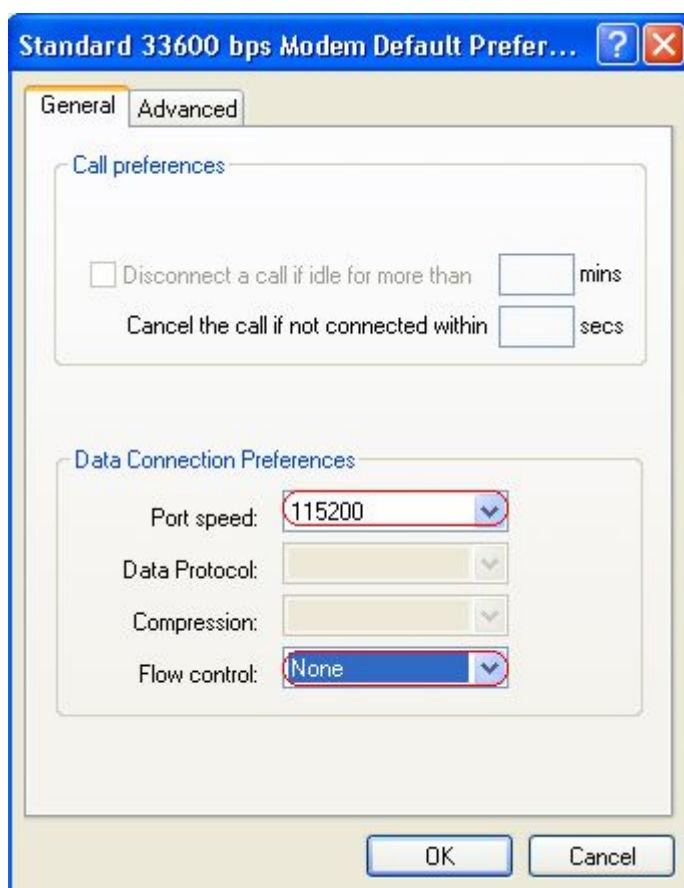 Standard 33600 bps Modem Default Prefer...
General Advanced
Call preferences
Disconnect a call if idle for more than mins
Cancel the call if not connected within secs
Data Connection Preferences
Port speed: 115200
Data Protocol:
Compression:
Flow control: None
OK Cancel